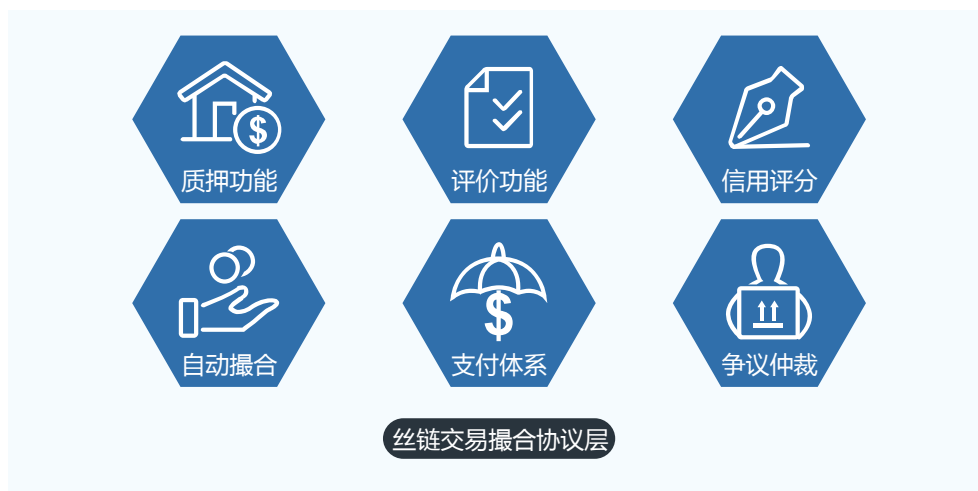 质押功能
评价功能
信用评分
自动撮合
支付体系
争议仲裁
丝链交易撮合协议层